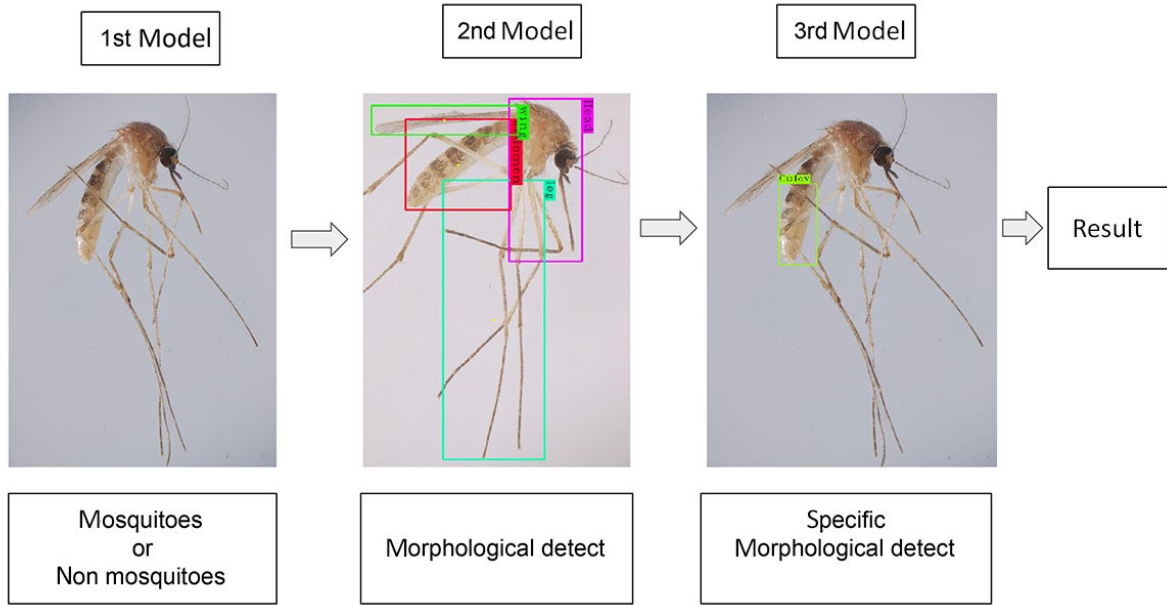 1st Model
2nd Model
3rd Model
Wing
Head
leg
Culex
Result
Mosquitoes
or
Non mosquitoes
Morphological detect
Specific
Morphological detect